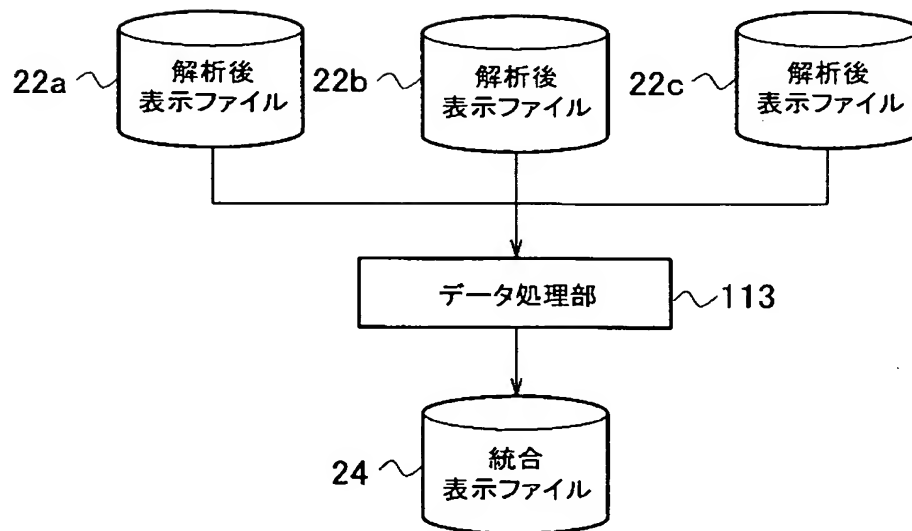 22a
解析後
表示ファイル
22b
解析後
表示ファイル
22c
解析後
表示ファイル
データ処理部
113
24
統合
表示ファイル